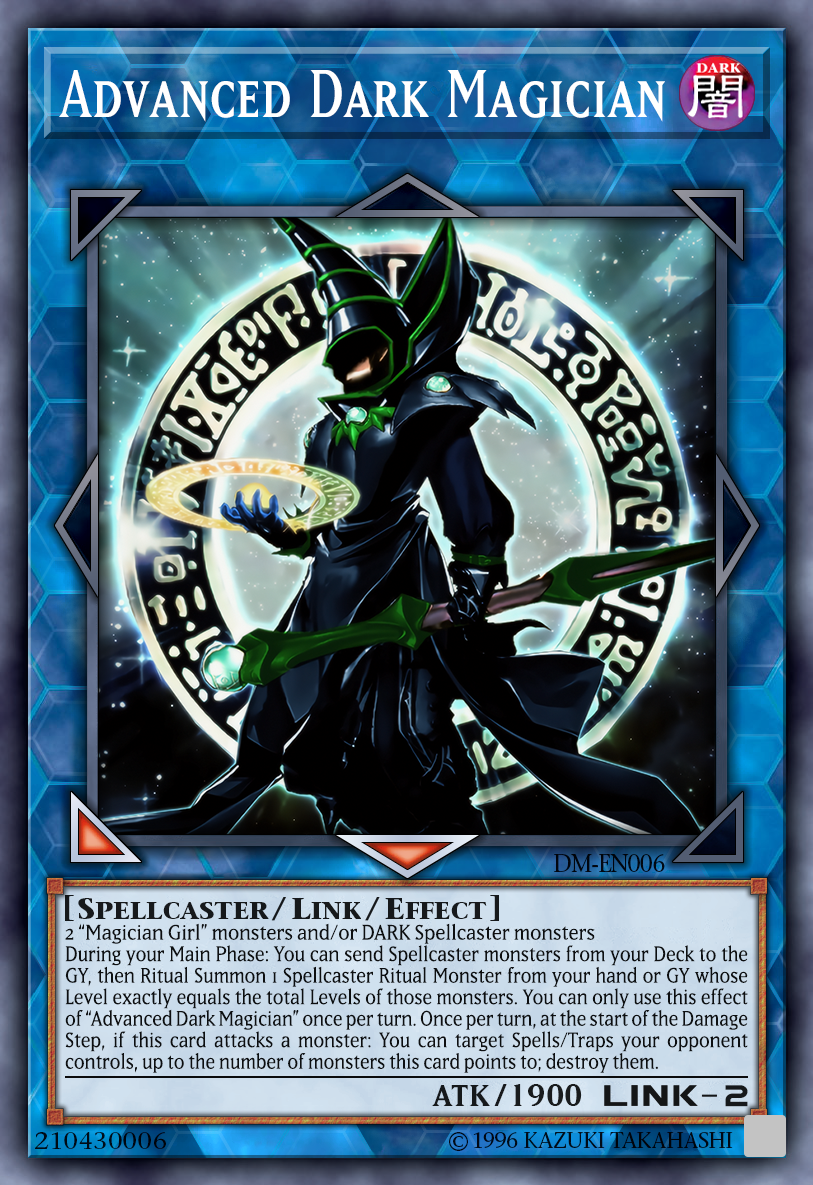 Advanced Dark Magician
DARK
闇
DM-EN006
[Spellcaster/Link/Effect]
2 “Magician Girl” monsters and/or DARK Spellcaster monsters
During your Main Phase: You can send Spellcaster monsters from your Deck to the
GY, then Ritual Summon 1 Spellcaster Ritual Monster from your hand or GY whose
Level exactly equals the total Levels of those monsters. You can only use this effect
of “Advanced Dark Magician” once per turn. Once per turn, at the start of the Damage
Step, if this card attacks a monster: You can target Spells/Traps your opponent
controls, up to the number of monsters this card points to; destroy them.
ATK/1900 LINK-2
210430006
© 1996 KAZUKI TAKAHASHI